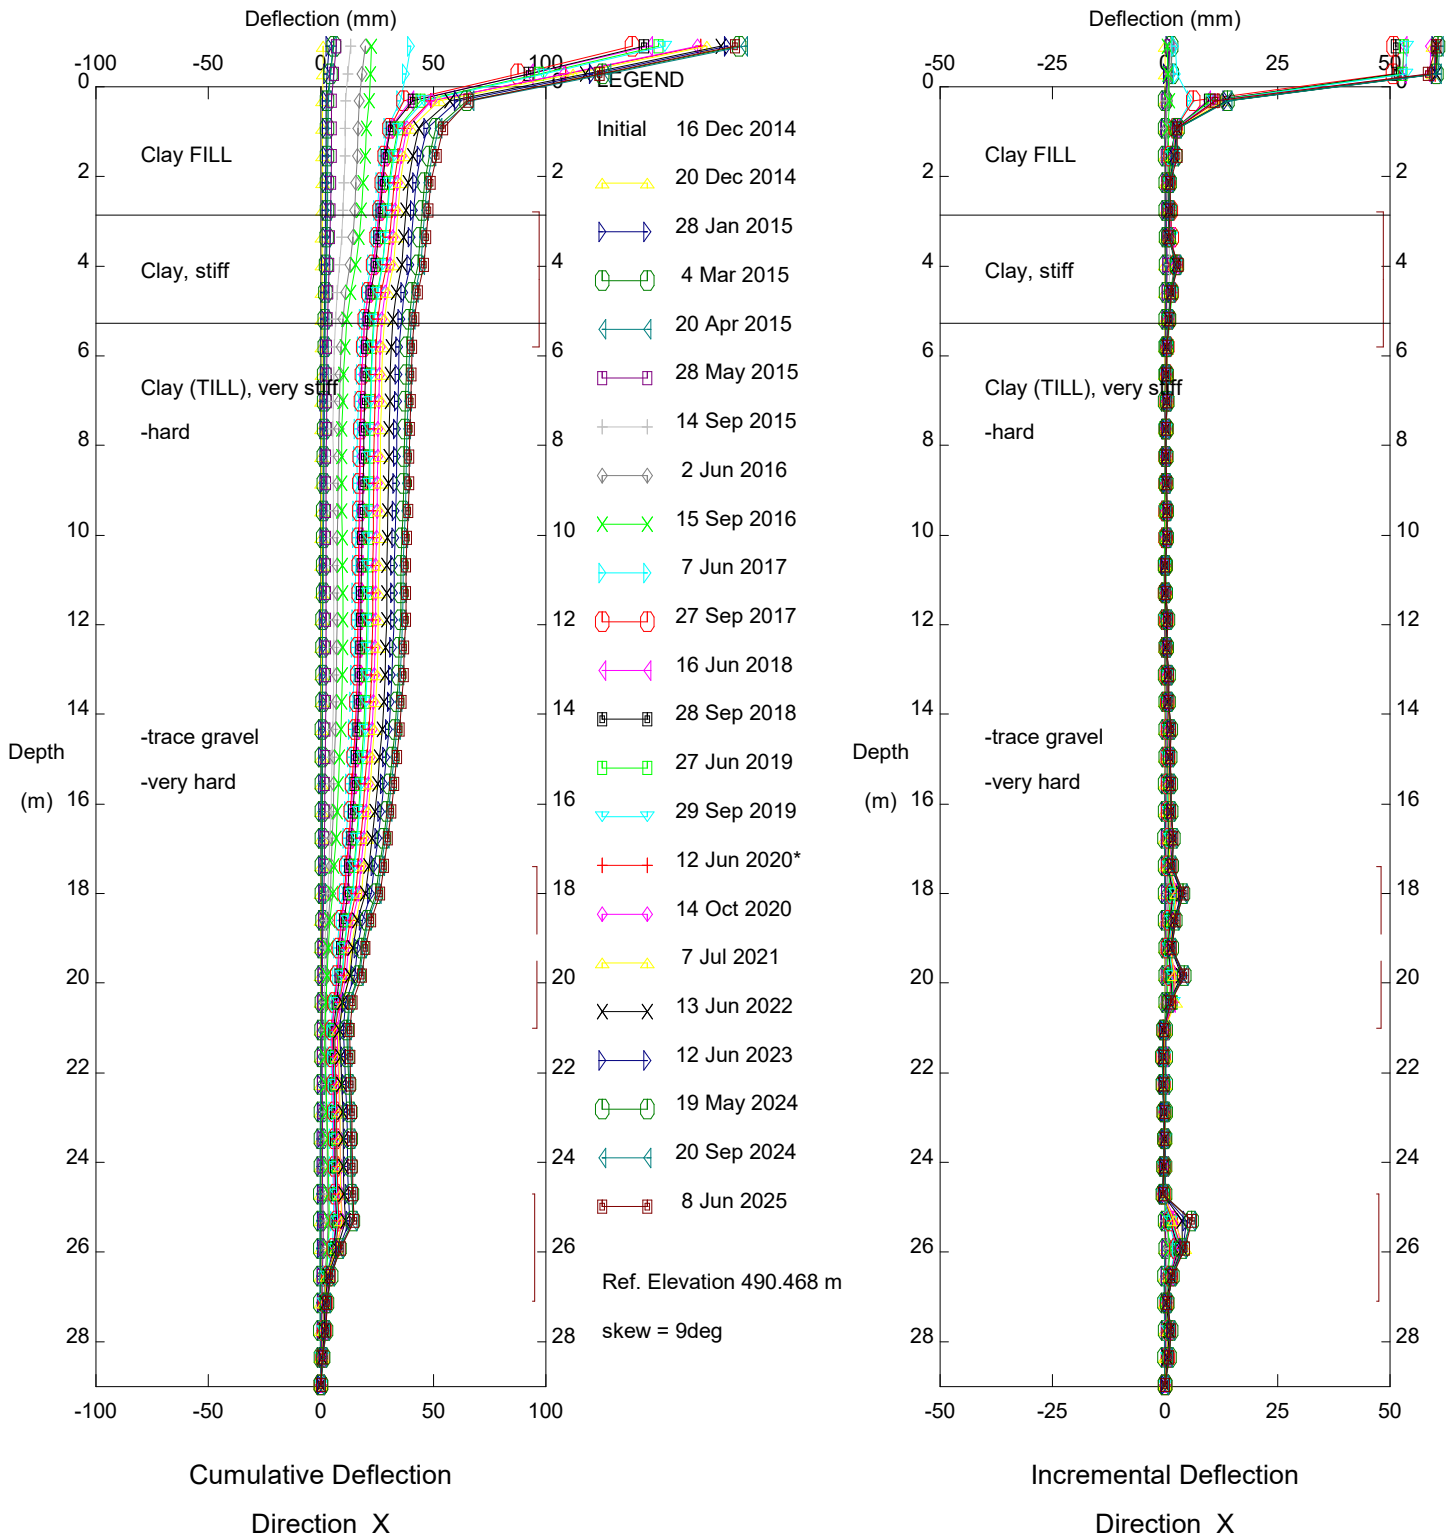 Deflection (mm)
-100 -50 0 50 100
0
Clay FILL
2 2
Clay, stiff
4 4
6 6
Clay (TILL), very stiff
-hard
8 8
10 10
12 12
14 14
-trace gravel
Depth
-very hard
(m)
16 16
18 18
20 20
22 22
24 24
26 26
28 28
-100 -50 0 50 100
Cumulative Deflection
Direction X
LEGEND
Initial 16 Dec 2014
20 Dec 2014
28 Jan 2015
4 Mar 2015
20 Apr 2015
28 May 2015
14 Sep 2015
2 Jun 2016
15 Sep 2016
7 Jun 2017
27 Sep 2017
16 Jun 2018
28 Sep 2018
27 Jun 2019
29 Sep 2019
12 Jun 2020*
14 Oct 2020
7 Jul 2021
13 Jun 2022
12 Jun 2023
19 May 2024
20 Sep 2024
8 Jun 2025
Ref. Elevation 490.468 m
skew = 9deg
Deflection (mm)
-50 -25 0 25 50
0
Clay FILL
2 2
Clay, stiff
4 4
6 6
Clay (TILL), very stiff
-hard
8 8
10 10
12 12
14 14
-trace gravel
Depth
-very hard
(m)
16 16
18 18
20 20
22 22
24 24
26 26
28 28
-50 -25 0 25 50
Incremental Deflection
Direction X